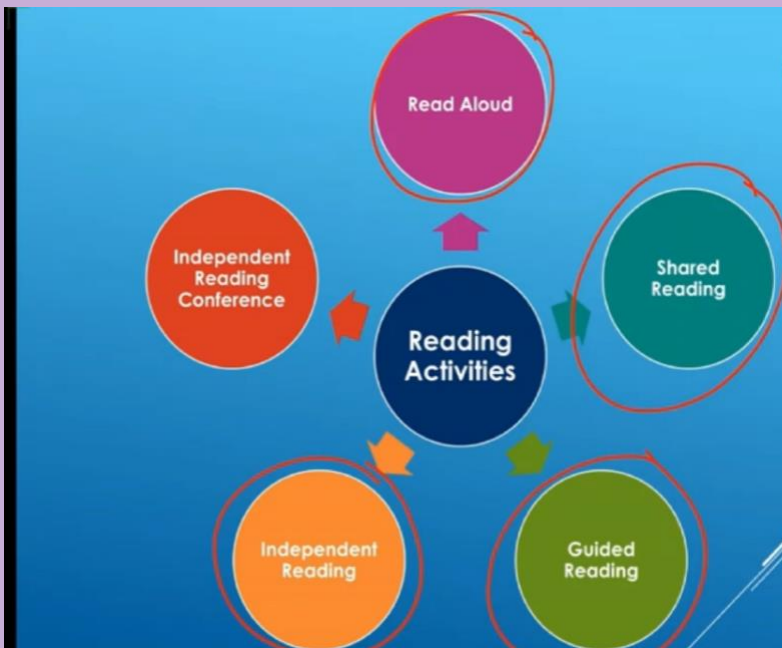 Read Aloud
Independent
Reading
Conference
Shared
Reading
Reading
Activities
Independent
Reading
Guided
Reading